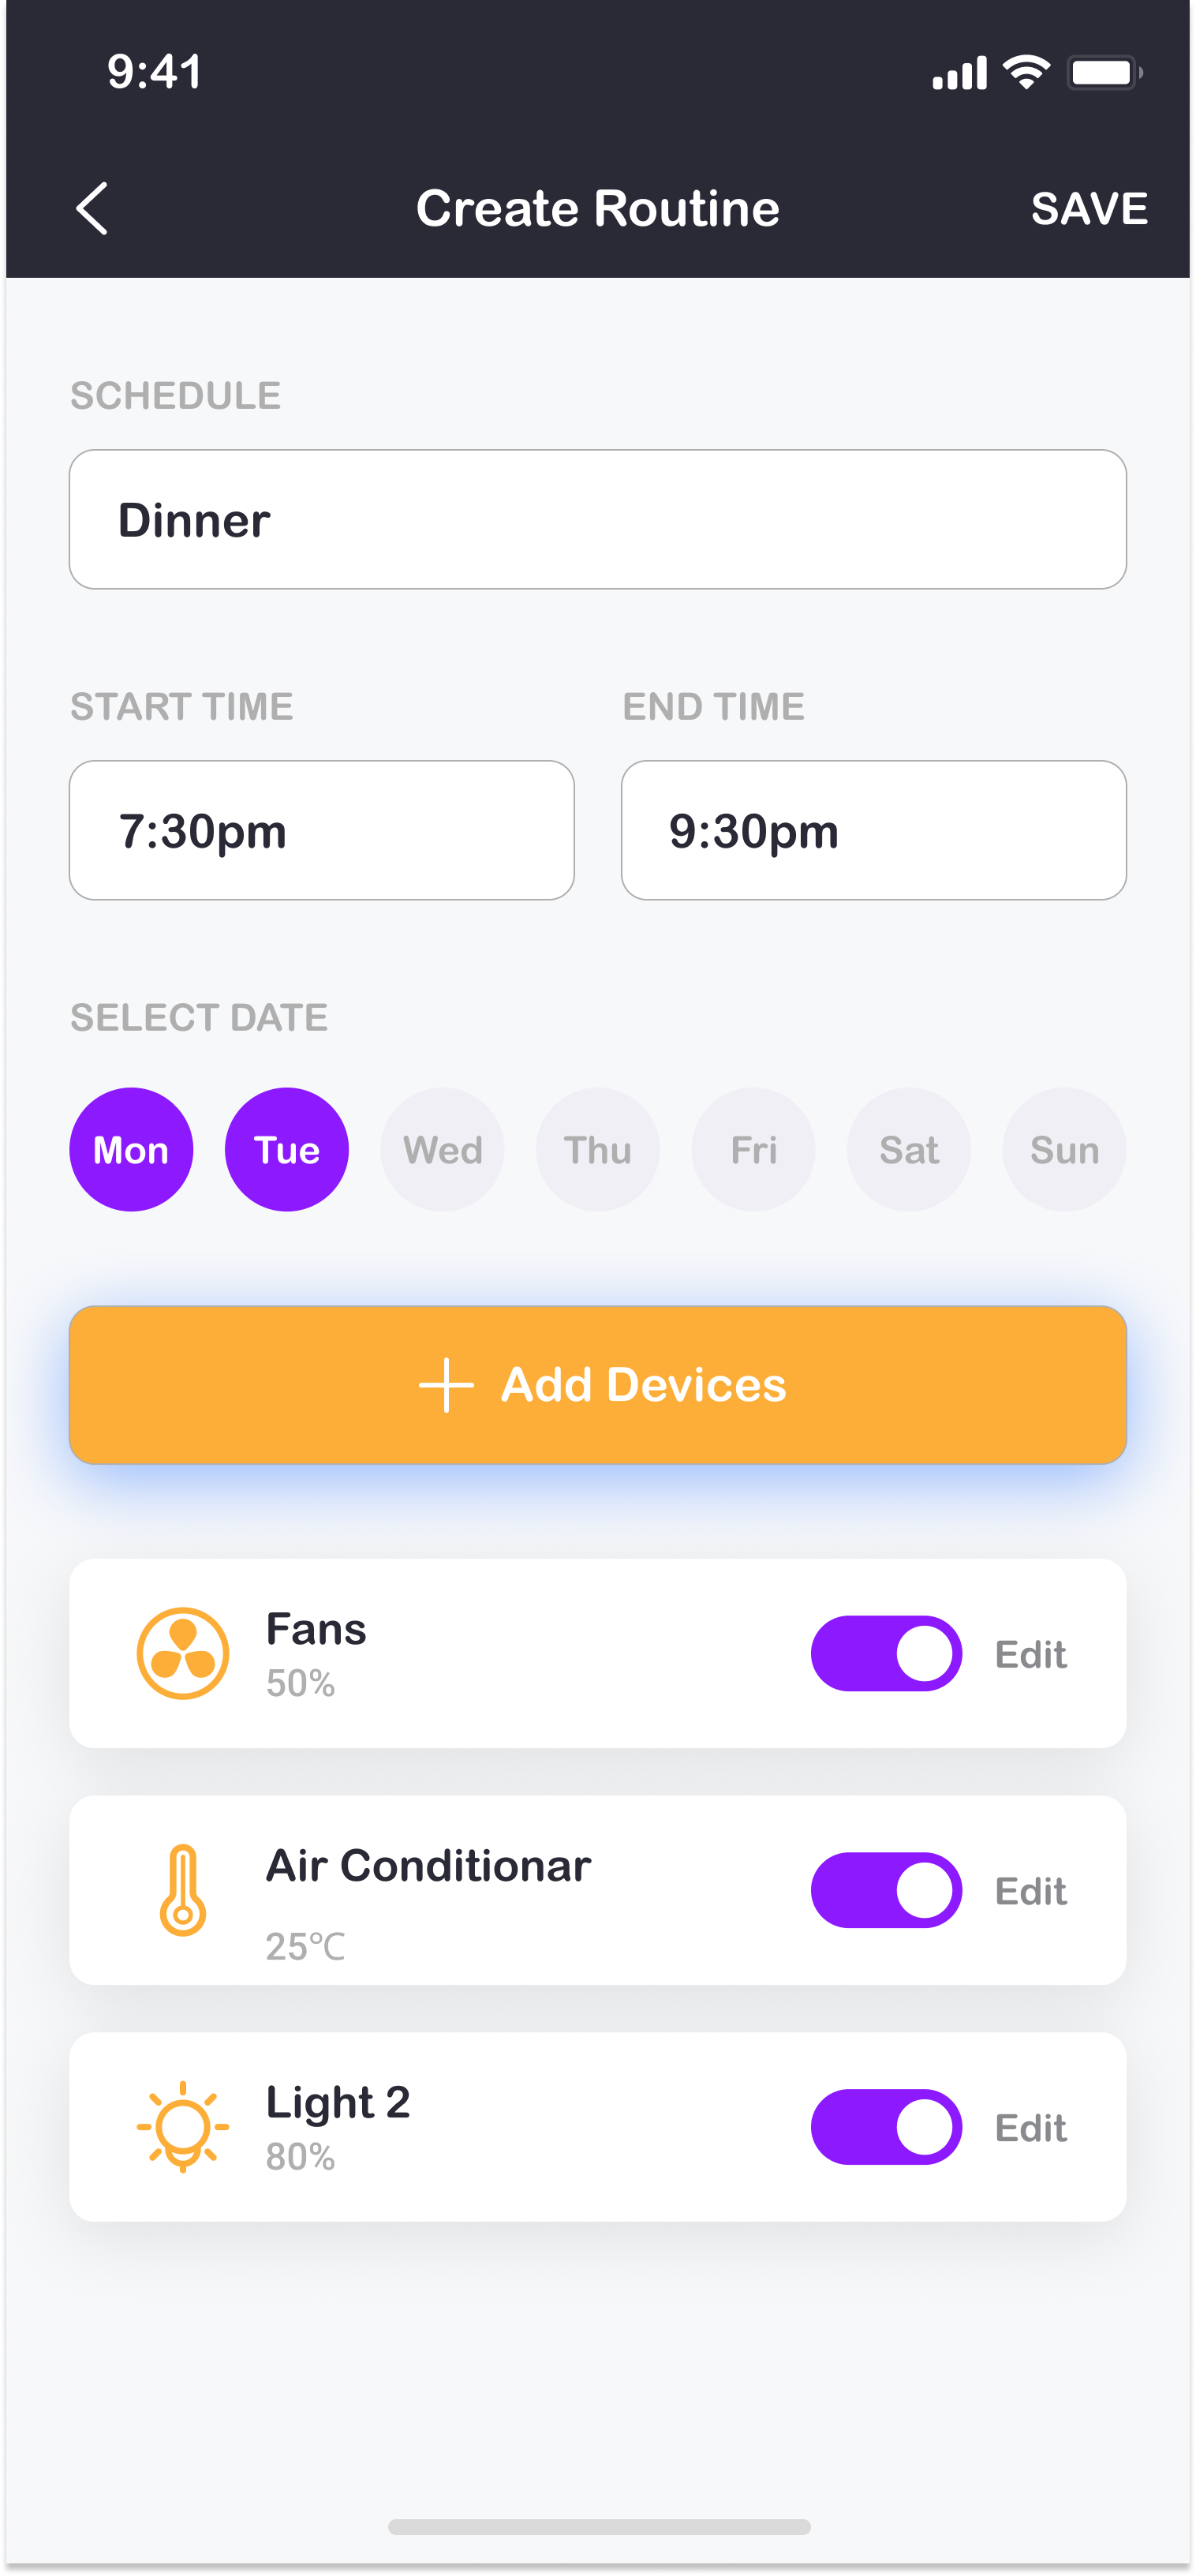 9:41
Create Routine
SAVE
SCHEDULE
Dinner
START TIME
END TIME
7:30pm
9:30pm
SELECT DATE
Mon Tue Wed Thu Fri Sat Sun
Add Devices
Fans
50%
Edit
Air Conditionar
25°C
Edit
Light 2
80%
Edit